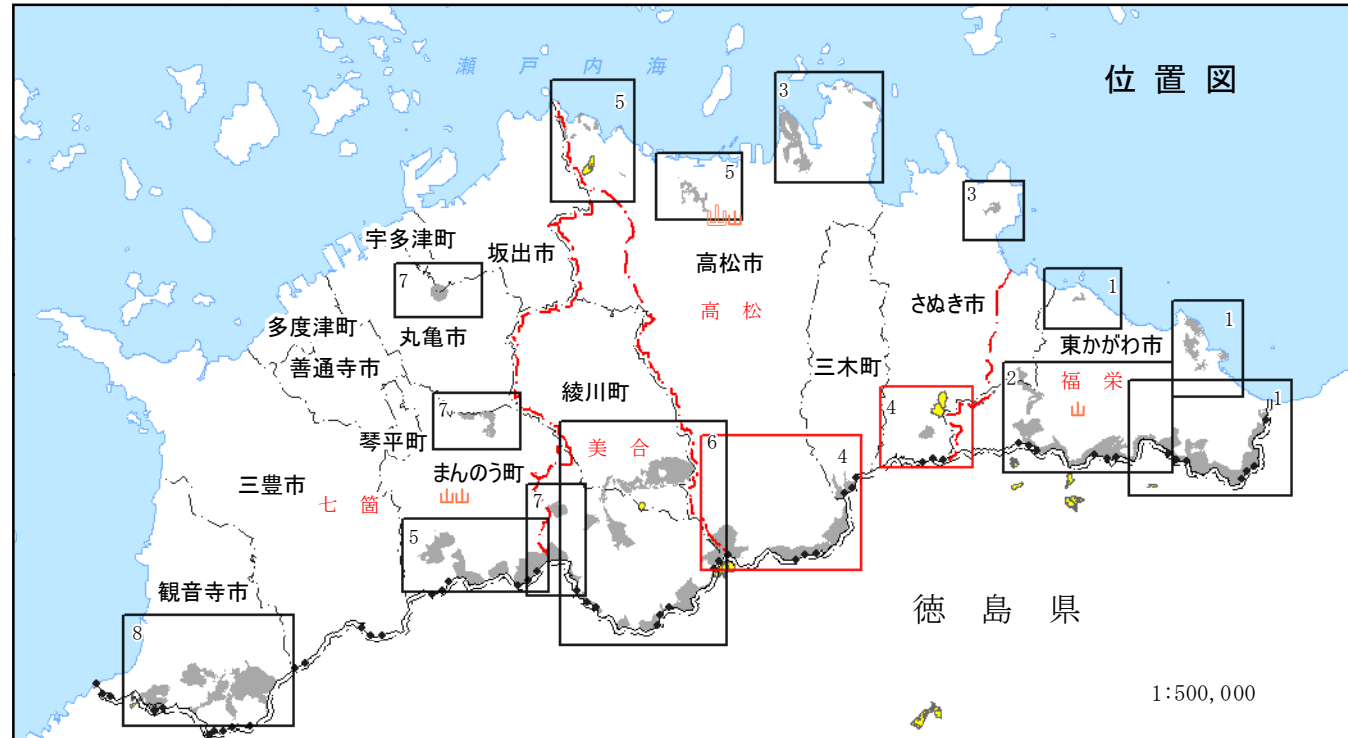 瀬戸内海
位置図
5
3
5
3
宇多津町
坂出市
高松市
7
1
さぬき市
1
高松
多度津町
丸亀市
東かがわ市
善通寺市
三木町
2
福栄
1
綾川町
4
7
琴平町
美合
6
4
まんのう町
三豊市
七箇
7
5
観音寺市
徳島県
8
1:500,000